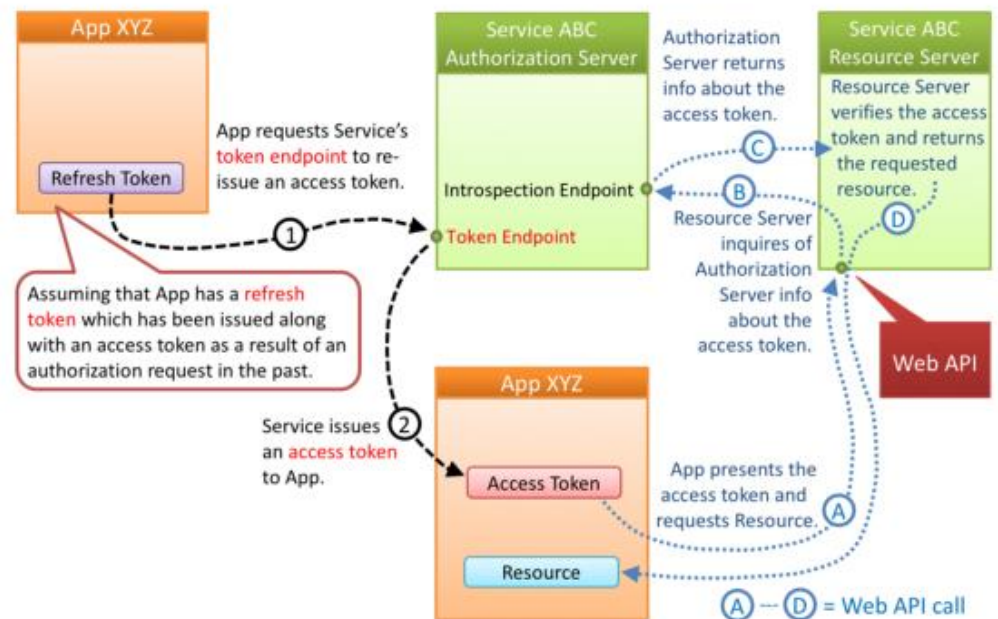 App XYZ
Refresh Token
App requests Service's
token endpoint to re-
issue an access token.
1
Assuming that App has a refresh
token which has been issued along
with an access token as a result of an
authorization request in the past.
Service ABC
Authorization Server
Introspection Endpoint
Token Endpoint
Authorization
Server returns
info about the
access token.
C
B
Resource Server
inquires of
Authorization
Server info
about the
access token.
Service ABC
Resource Server
Resource Server
verifies the access
token and returns
the requested
resource.
D
Web API
Service issues
an access token
to App.
2
App XYZ
Access Token
Resource
App presents the
access token and
requests Resource.
A
A --- D = Web API call